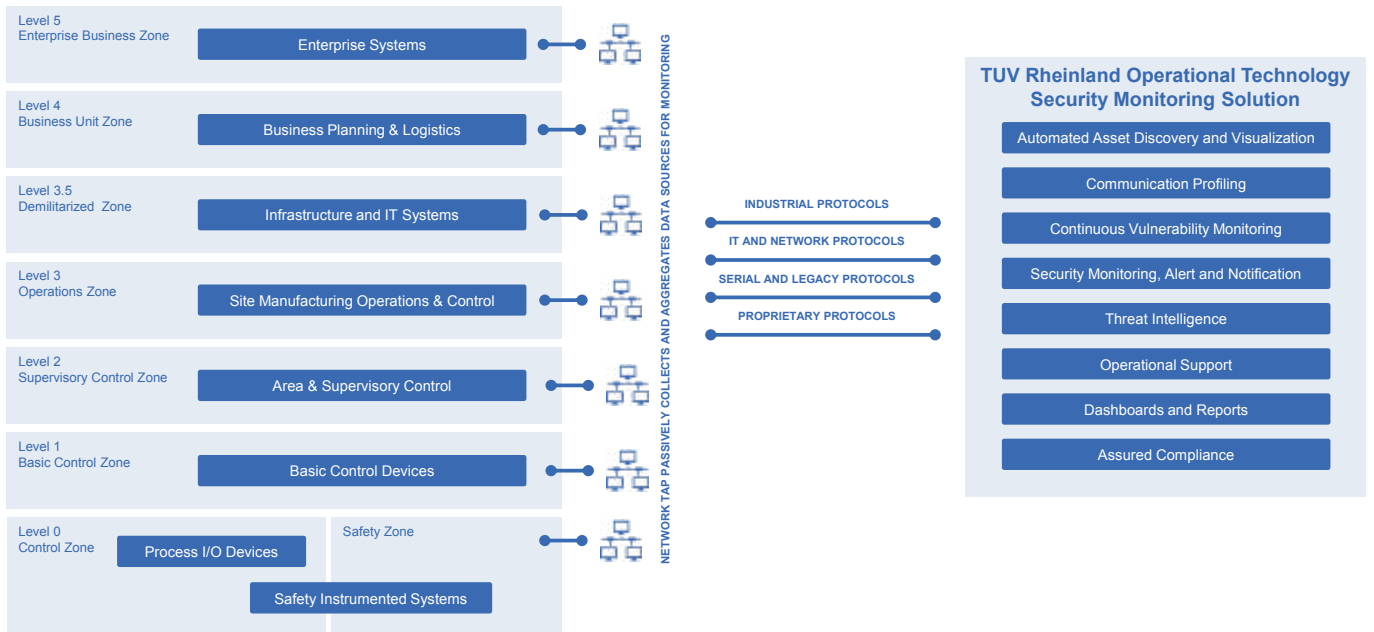 Level 5
Enterprise Business Zone
Enterprise Systems
Level 4
Business Unit Zone
Business Planning & Logistics
Level 3.5
Demilitarized Zone
Infrastructure and IT Systems
Level 3
Operations Zone
Site Manufacturing Operations & Control
Level 2
Supervisory Control Zone
Area & Supervisory Control
Level 1
Basic Control Zone
Basic Control Devices
Level 0
Control Zone
Process I/O Devices
Safety Zone
Safety Instrumented Systems
NETWORK TAP PASSIVELY COLLECTS AND AGGREGATES DATA SOURCES FOR MONITORING
INDUSTRIAL PROTOCOLS
IT AND NETWORK PROTOCOLS
SERIAL AND LEGACY PROTOCOLS
PROPRIETARY PROTOCOLS
TUV Rheinland Operational Technology
Security Monitoring Solution
Automated Asset Discovery and Visualization
Communication Profiling
Continuous Vulnerability Monitoring
Security Monitoring, Alert and Notification
Threat Intelligence
Operational Support
Dashboards and Reports
Assured Compliance